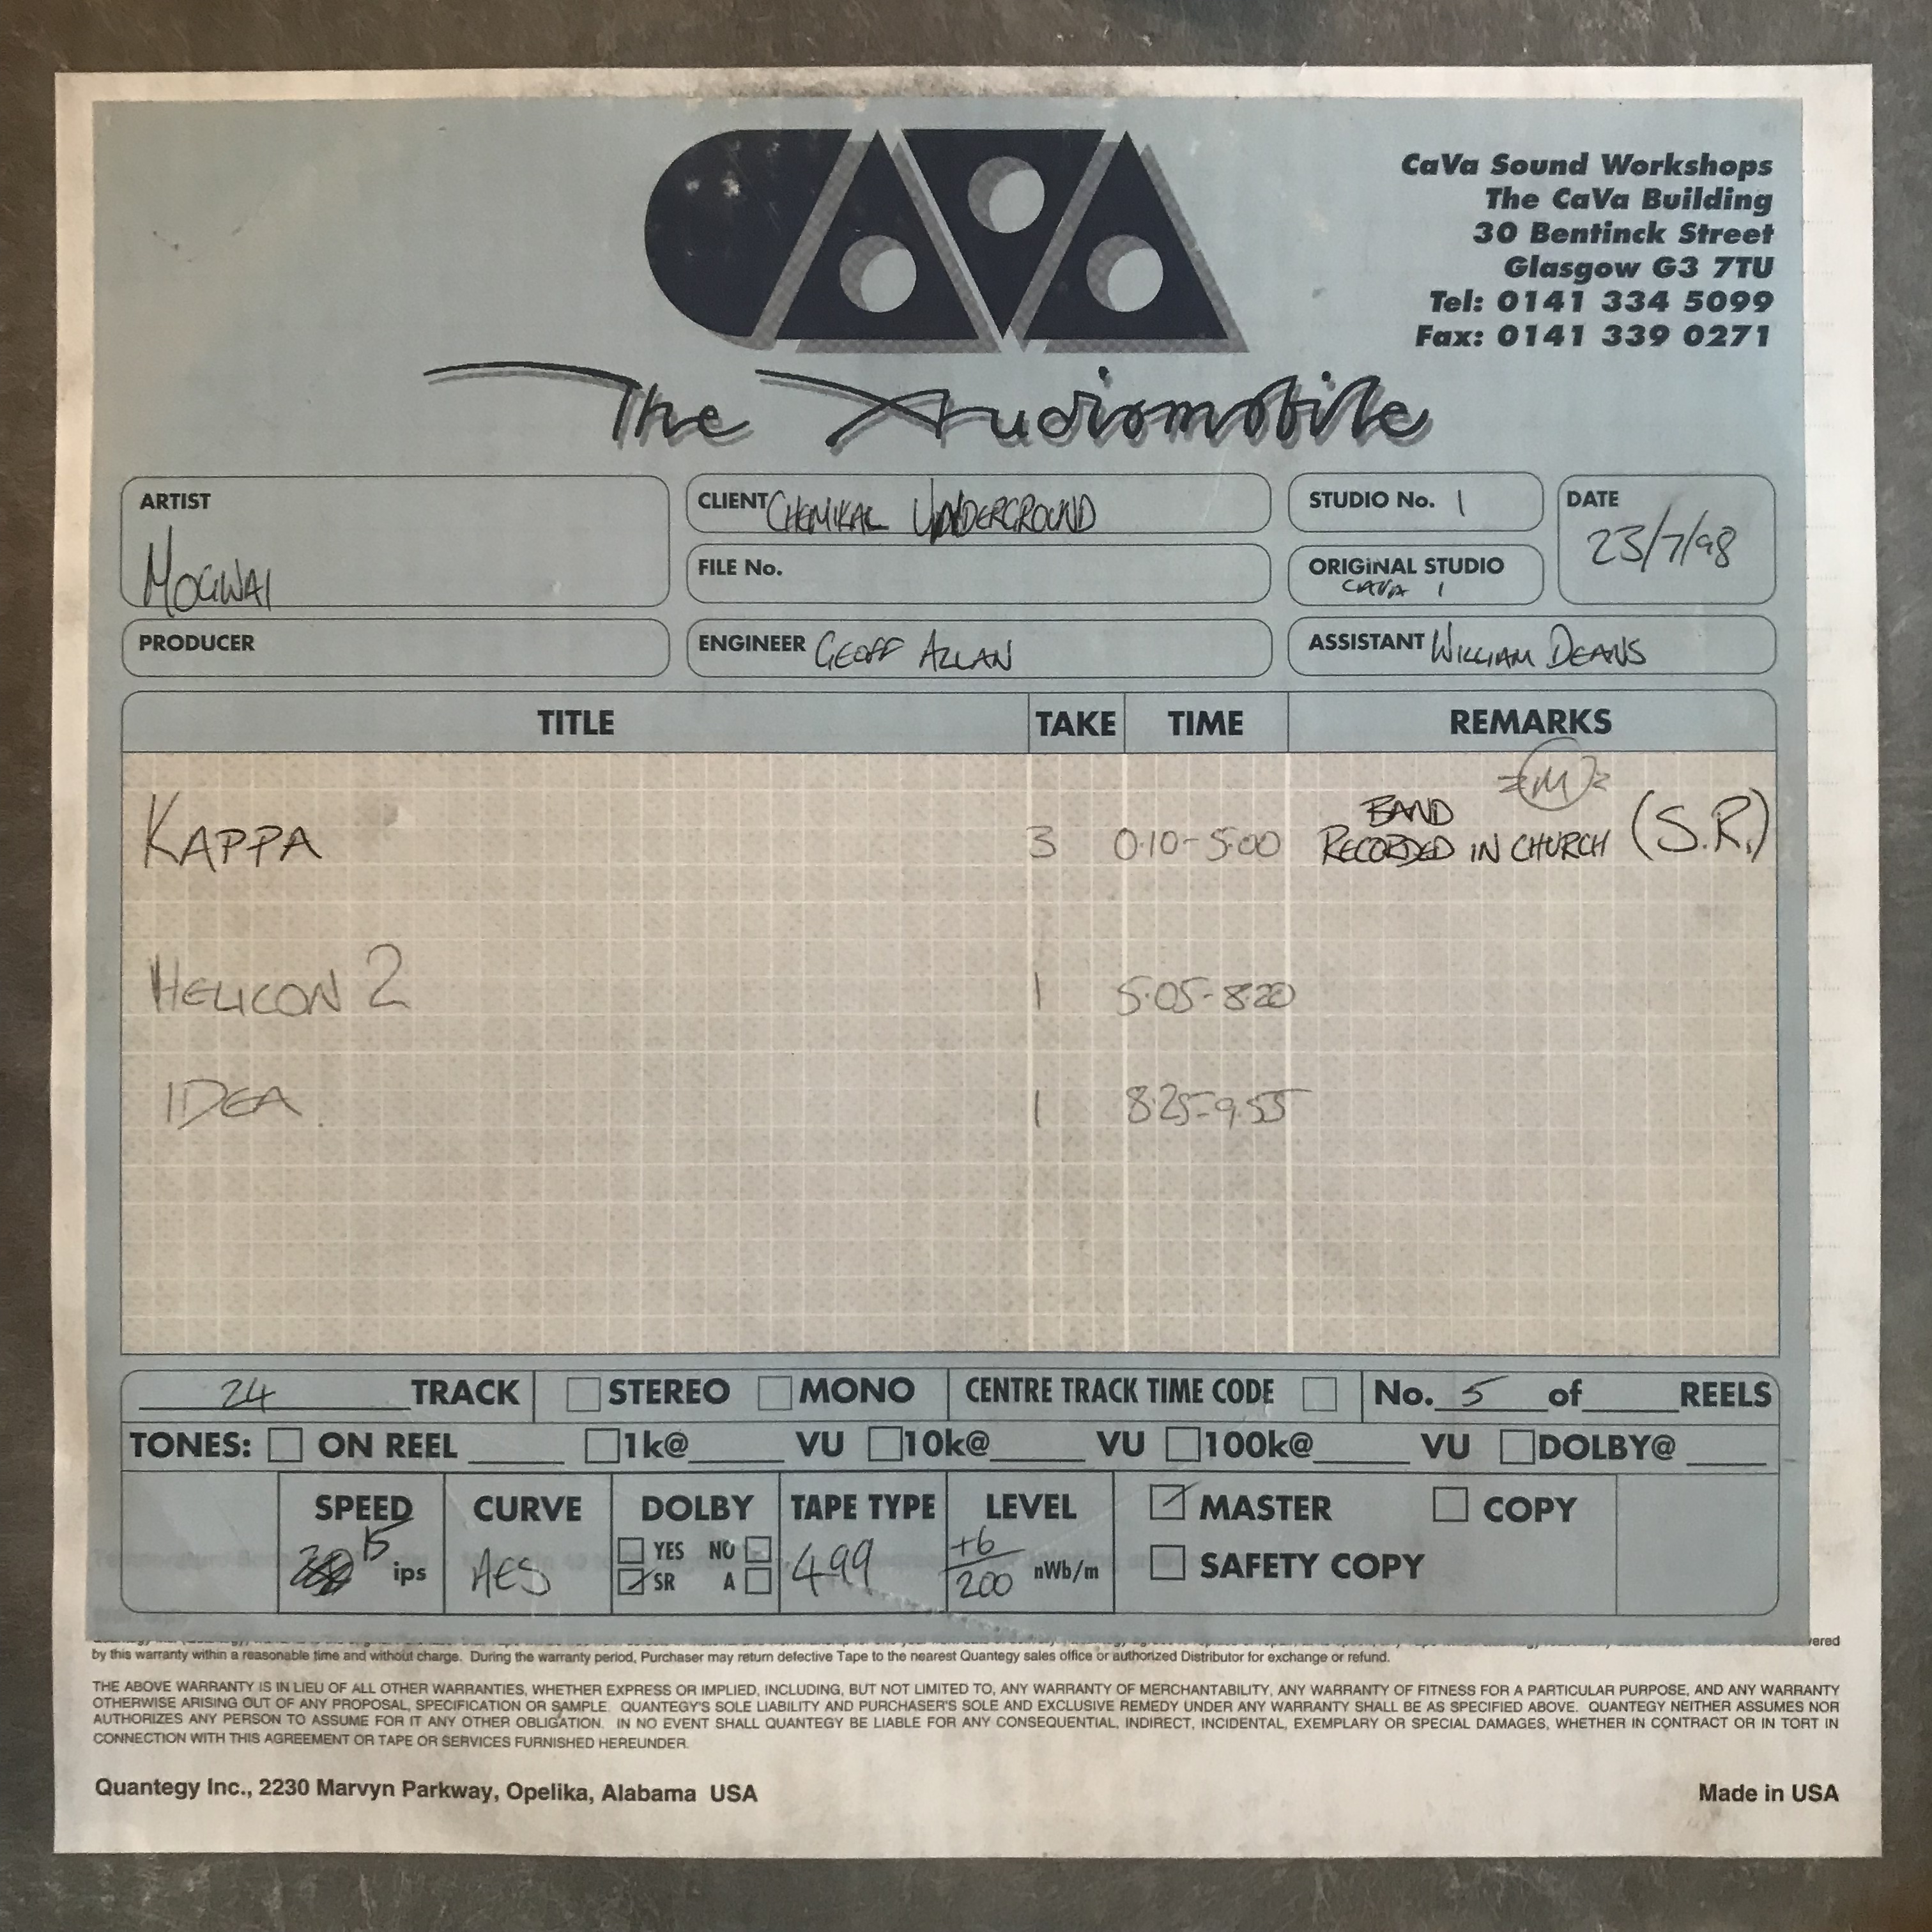 CAVA
The Audiomobile
CaVa Sound Workshops
The CaVa Building
30 Bentinck Street
Glasgow G3 7TU
Tel: 0141 334 5099
Fax: 0141 339 0271
ARTIST
MOGWAI
CLIENT CHEMIKAL UNDERGROUND
STUDIO No. 1
DATE
23/7/98
FILE No.
ORIGINAL STUDIO
CAVA 1
PRODUCER
ENGINEER GEOFF ALLAN
ASSISTANT WILLIAM DEANS
TITLE TAKE TIME REMARKS
M
KAPPA 3 0.10-5.00 BAND
RECORDED IN CHURCH (S.R.)
HELICON 2 1 5.05-8.20
IDEA 1 8.25-9.55
24 TRACK STEREO MONO CENTRE TRACK TIME CODE No. 5 of REELS
TONES: ON REEL 1k@ VU 10k@ VU 100k@ VU DOLBY@
SPEED CURVE DOLBY TAPE TYPE LEVEL MASTER COPY
15 ips AES YES NO SR A 499 +6/200 nWb/m SAFETY COPY
by this warranty within a reasonable time and without charge. During the warranty period, Purchaser may return defective Tape to the nearest Quantegy sales office or authorized Distributor for exchange or refund.
THE ABOVE WARRANTY IS IN LIEU OF ALL OTHER WARRANTIES, WHETHER EXPRESS OR IMPLIED, INCLUDING, BUT NOT LIMITED TO, ANY WARRANTY OF MERCHANTABILITY, ANY WARRANTY OF FITNESS FOR A PARTICULAR PURPOSE, AND ANY WARRANTY
OTHERWISE ARISING OUT OF ANY PROPOSAL, SPECIFICATION OR SAMPLE. QUANTEGY'S SOLE LIABILITY AND PURCHASER'S SOLE AND EXCLUSIVE REMEDY UNDER ANY WARRANTY SHALL BE AS SPECIFIED ABOVE. QUANTEGY NEITHER ASSUMES NOR
AUTHORIZES ANY PERSON TO ASSUME FOR IT ANY OTHER OBLIGATION. IN NO EVENT SHALL QUANTEGY BE LIABLE FOR ANY CONSEQUENTIAL, INDIRECT, INCIDENTAL, EXEMPLARY OR SPECIAL DAMAGES, WHETHER IN CONTRACT OR IN TORT IN
CONNECTION WITH THIS AGREEMENT OR TAPE OR SERVICES FURNISHED HEREUNDER.
Quantegy Inc., 2230 Marvyn Parkway, Opelika, Alabama USA
Made in USA